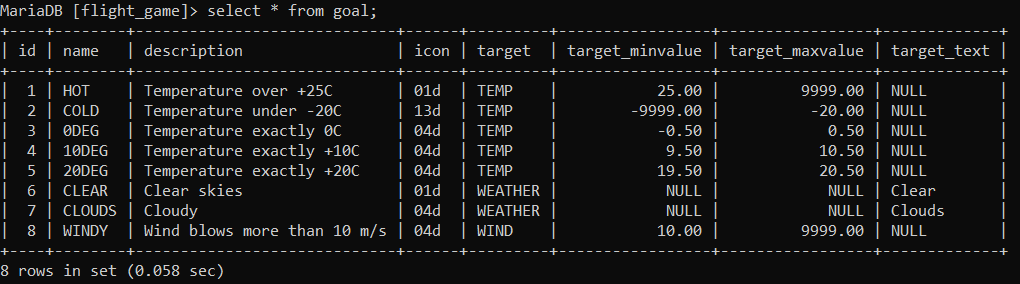 MariaDB [flight_game]> select * from goal;
+----+--------+---------------------------------+------+---------+-----------------+-----------------+-------------+
| id | name   | description                     | icon | target  | target_minvalue | target_maxvalue | target_text |
+----+--------+---------------------------------+------+---------+-----------------+-----------------+-------------+
|  1 | HOT    | Temperature over +25C           | 01d  | TEMP    |           25.00 |         9999.00 | NULL        |
|  2 | COLD   | Temperature under -20C          | 13d  | TEMP    |        -9999.00 |          -20.00 | NULL        |
|  3 | 0DEG   | Temperature exactly 0C          | 04d  | TEMP    |           -0.50 |            0.50 | NULL        |
|  4 | 10DEG  | Temperature exactly +10C        | 04d  | TEMP    |            9.50 |           10.50 | NULL        |
|  5 | 20DEG  | Temperature exactly +20C        | 04d  | TEMP    |           19.50 |           20.50 | NULL        |
|  6 | CLEAR  | Clear skies                     | 01d  | WEATHER |            NULL |            NULL | Clear       |
|  7 | CLOUDS | Cloudy                          | 04d  | WEATHER |            NULL |            NULL | Clouds      |
|  8 | WINDY  | Wind blows more than 10 m/s | 04d  | WIND    |           10.00 |         9999.00 | NULL        |
+----+--------+---------------------------------+------+---------+-----------------+-----------------+-------------+
8 rows in set (0.058 sec)